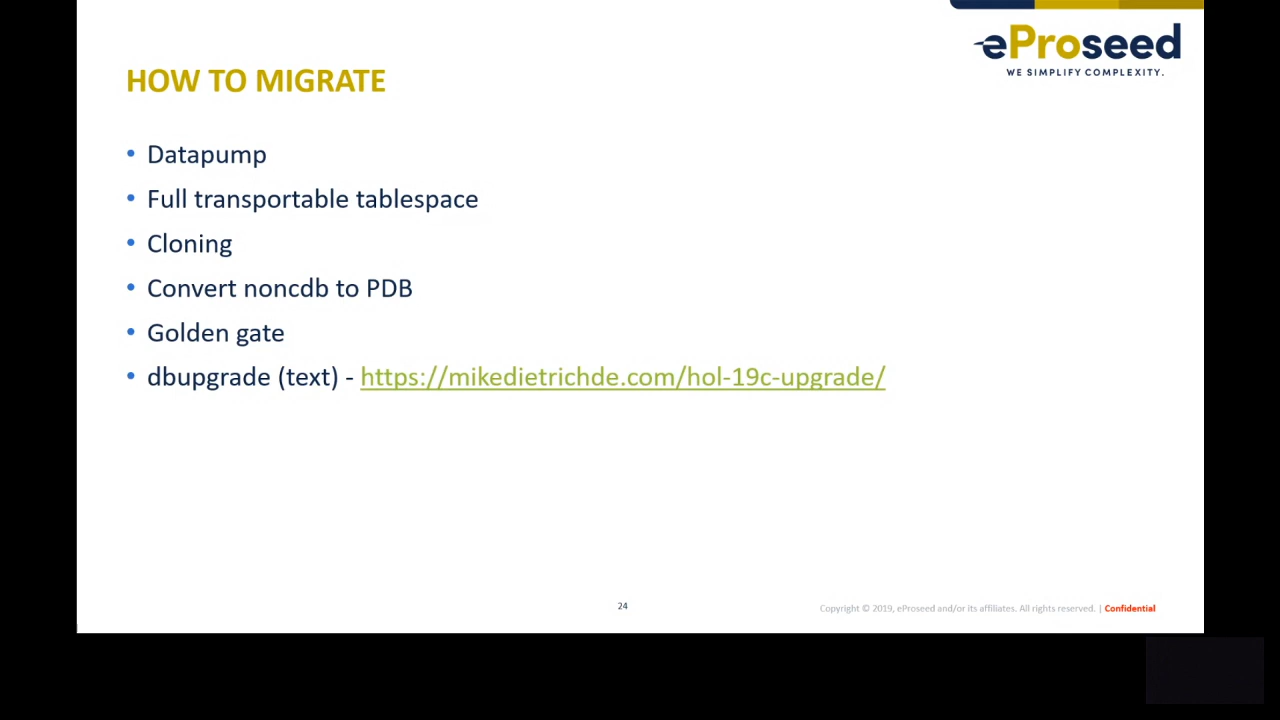 eProseed
WE SIMPLIFY COMPLEXITY.
HOW TO MIGRATE
• Datapump
• Full transportable tablespace
• Cloning
• Convert noncdb to PDB
• Golden gate
• dbupgrade (text) - https://mikedietrichde.com/hol-19c-upgrade/
24
Copyright © 2019, eProseed and/or its affiliates. All rights reserved. | Confidential